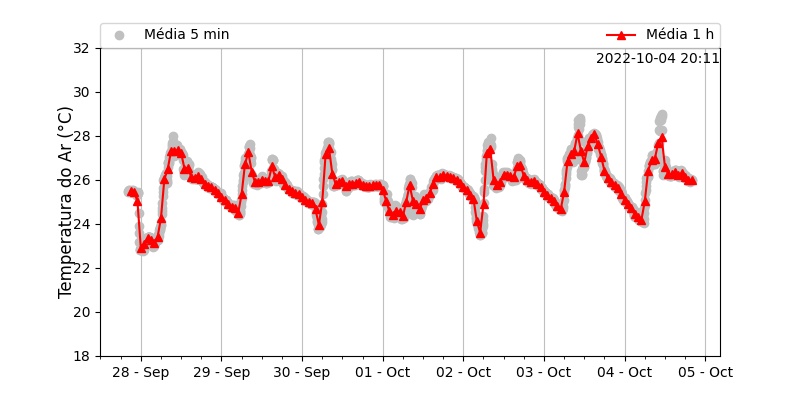 Média 5 min
Média 1 h
2022-10-04 20:11
Temperatura do Ar (°C)
32
30
28
26
24
22
20
18
28 - Sep
29 - Sep
30 - Sep
01 - Oct
02 - Oct
03 - Oct
04 - Oct
05 - Oct